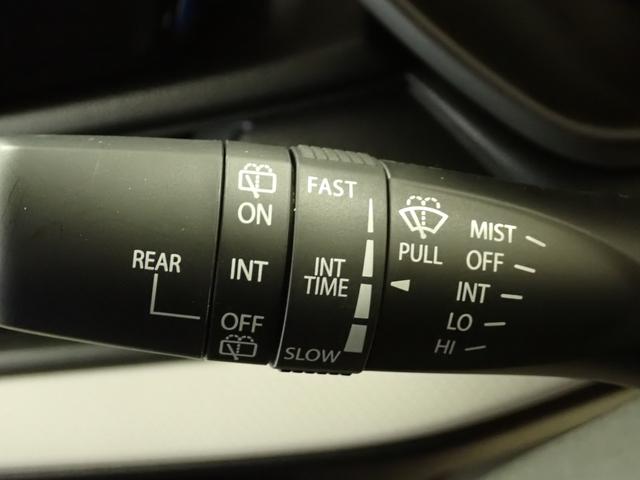 REAR
ON
INT
OFF
FAST
INT
TIME
SLOW
PULL
MIST
OFF
INT
LO
HI